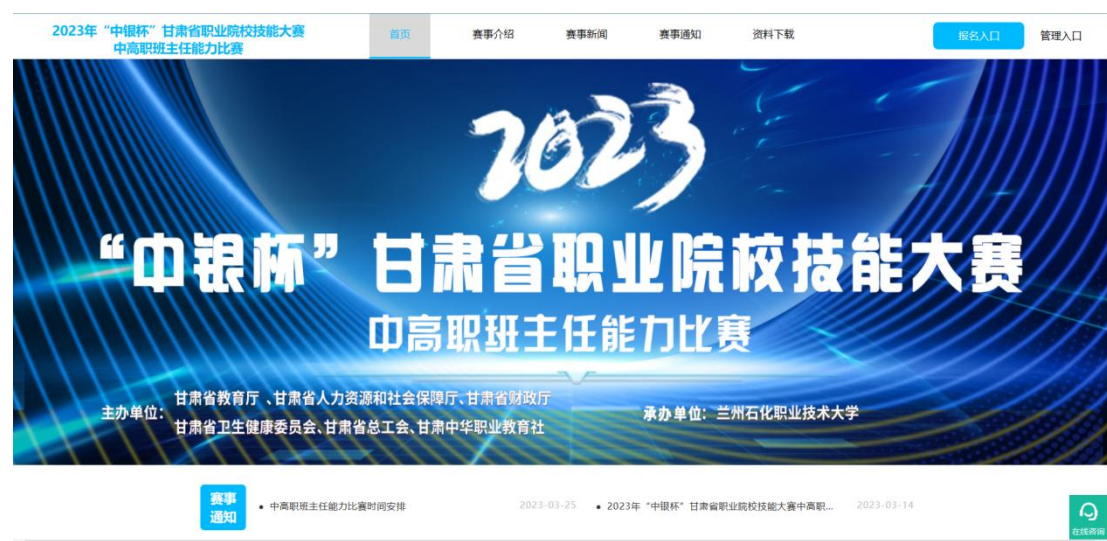 2023年“中银杯”甘肃省职业院校技能大赛
中高职班主任能力比赛
首页 赛事介绍 赛事新闻 赛事通知 资料下载 报名入口 管理入口
2023
“中银杯”甘肃省职业院校技能大赛
中高职班主任能力比赛
主办单位：
甘肃省教育厅、甘肃省人力资源和社会保障厅、甘肃省财政厅
甘肃省卫生健康委员会、甘肃省总工会、甘肃中华职业教育社
承办单位：兰州石化职业技术大学
赛事
通知
• 中高职班主任能力比赛时间安排 2023-03-25 • 2023年“中银杯”甘肃省职业院校技能大赛中高职... 2023-03-14
在线咨询